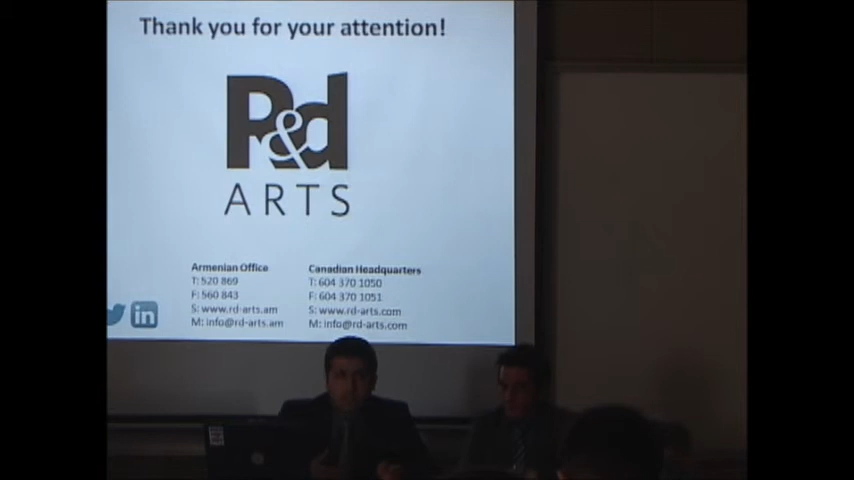 Thank you for your attention!
R&d
ARTS
Armenian Office
T: 520 869
F: 560 843
S: www.rd-arts.am
M: info@rd-arts.am
Canadian Headquarters
T: 604 370 1050
F: 604 370 1051
S: www.rd-arts.com
M: info@rd-arts.com
in